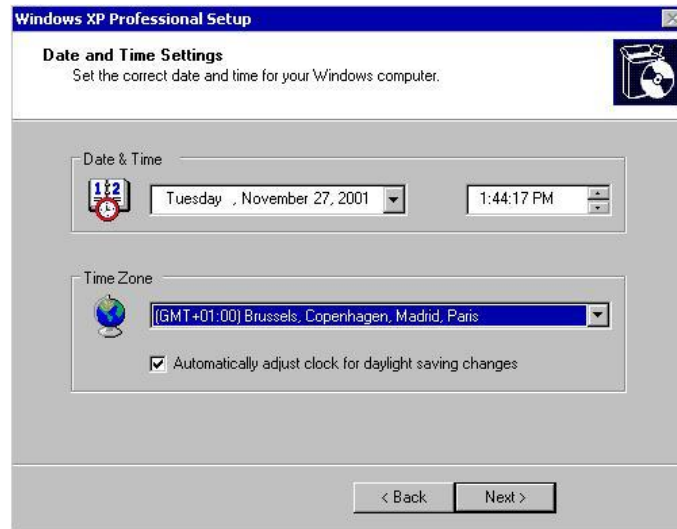 Windows XP Professional Setup
Date and Time Settings
Set the correct date and time for your Windows computer.
Date & Time
Tuesday , November 27, 2001
1:44:17 PM
Time Zone
(GMT+01:00) Brussels, Copenhagen, Madrid, Paris
Automatically adjust clock for daylight saving changes
< Back
Next >